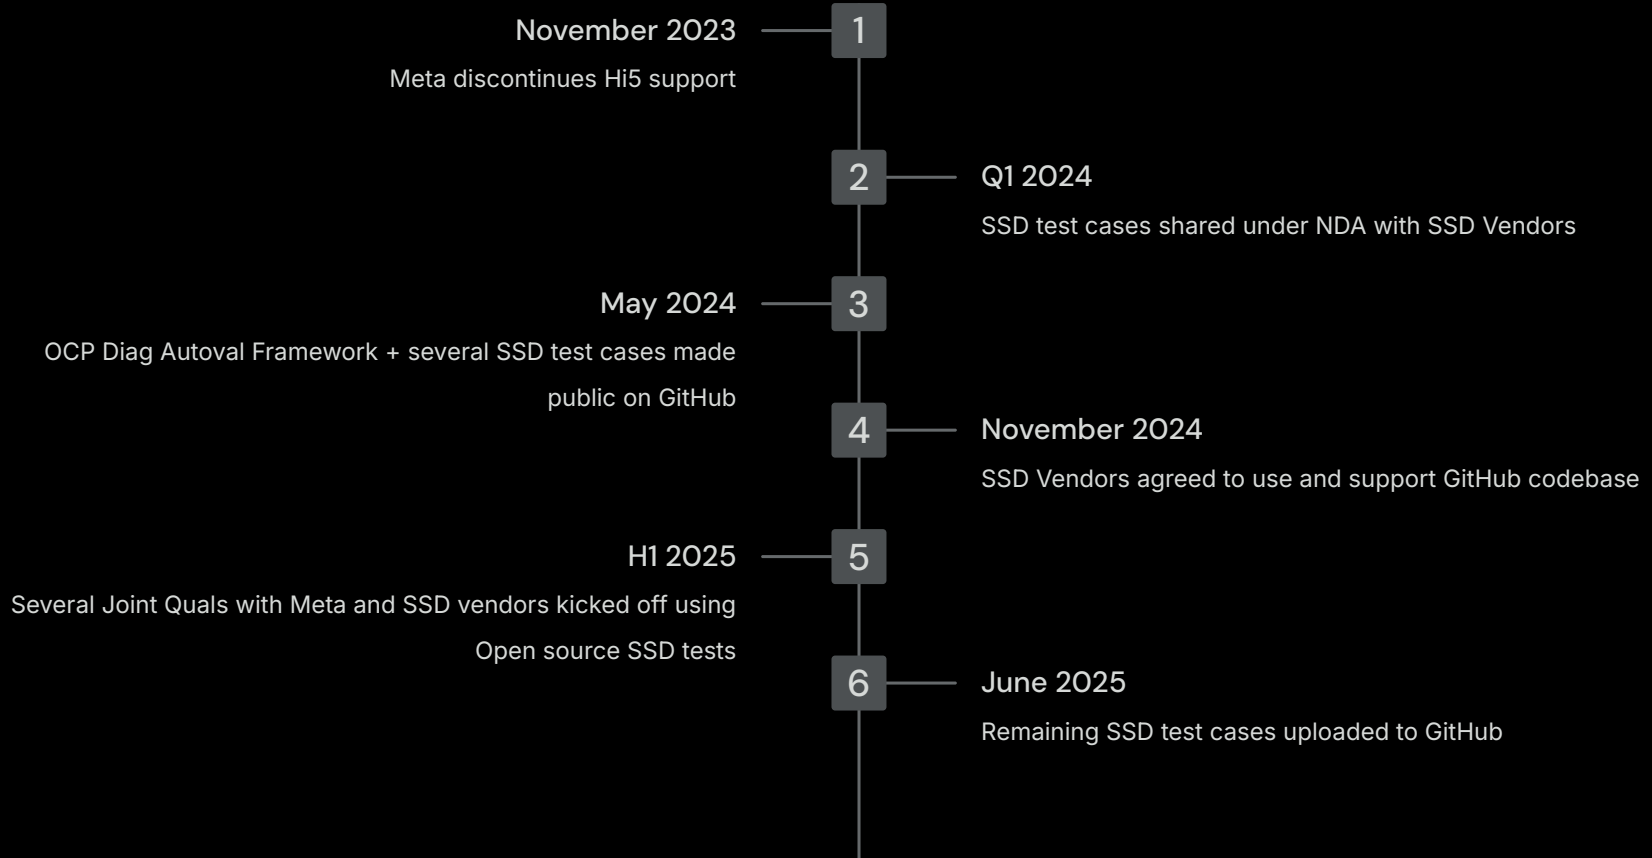 November 2023
1
Meta discontinues Hi5 support
2
Q1 2024
SSD test cases shared under NDA with SSD Vendors
May 2024
3
OCP Diag Autoval Framework + several SSD test cases made
public on GitHub
4
November 2024
SSD Vendors agreed to use and support GitHub codebase
H1 2025
5
Several Joint Quals with Meta and SSD vendors kicked off using
Open source SSD tests
6
June 2025
Remaining SSD test cases uploaded to GitHub